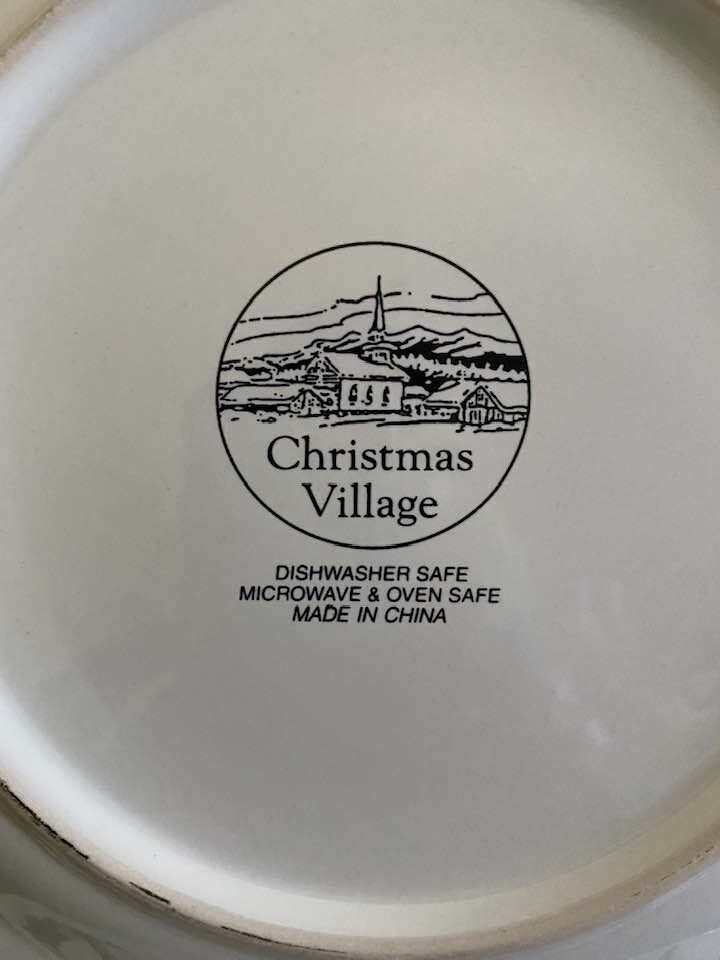 Christmas
Village
DISHWASHER SAFE
MICROWAVE & OVEN SAFE
MADE IN CHINA